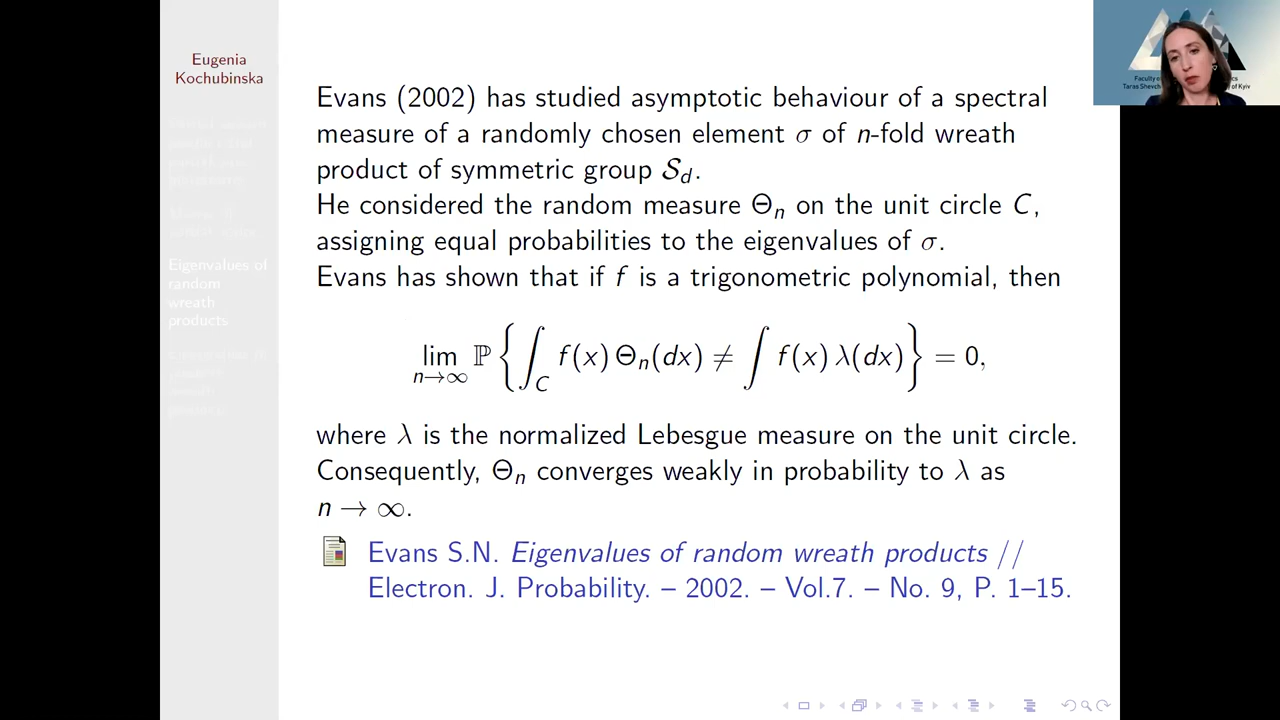 Eugenia
Kochubinska
Eigenvalues of
random
wreath
products
Evans (2002) has studied asymptotic behaviour of a spectral
measure of a randomly chosen element σ of n-fold wreath
product of symmetric group 𝒮_d.
He considered the random measure Θ_n on the unit circle C,
assigning equal probabilities to the eigenvalues of σ.
Evans has shown that if f is a trigonometric polynomial, then
lim_{n→∞} ℙ{∫_C f(x) Θ_n(dx) ≠ ∫ f(x) λ(dx)} = 0,
where λ is the normalized Lebesgue measure on the unit circle.
Consequently, Θ_n converges weakly in probability to λ as
n → ∞.
Evans S.N. Eigenvalues of random wreath products //
Electron. J. Probability. – 2002. – Vol.7. – No. 9, P. 1–15.